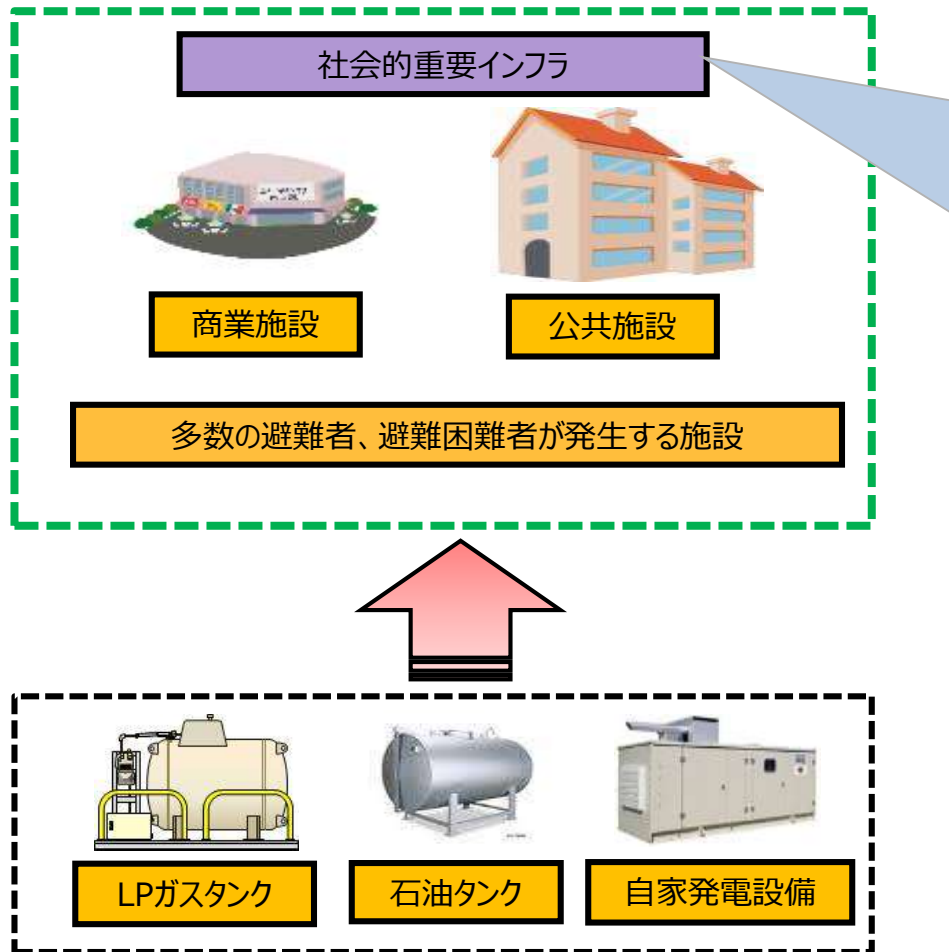 社会的重要インフラ
商業施設
公共施設
多数の避難者、避難困難者が発生する施設
LPガスタンク
石油タンク
自家発電設備